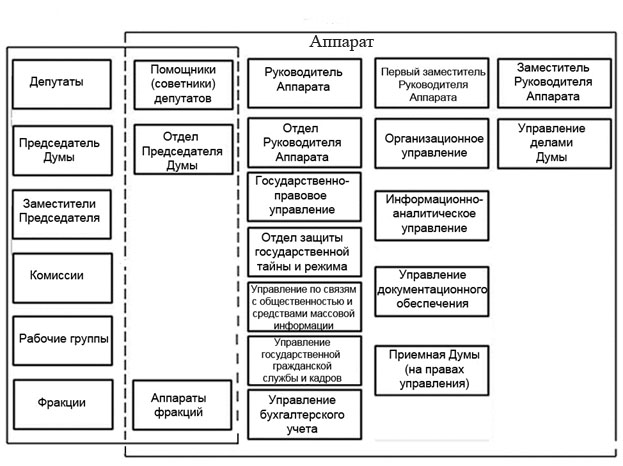 Аппарат
Депутаты
Председатель
Думы
Заместители
Председателя
Комиссии
Рабочие группы
Фракции
Помощники
(советники)
депутатов
Отдел
Председателя
Думы
Аппараты
фракций
Руководитель
Аппарата
Отдел
Руководителя
Аппарата
Государственно-
правовое
управление
Отдел защиты
государственной
тайны и режима
Управление по связям
с общественностью и
средствами массовой
информации
Управление
государственной
гражданской
службы и кадров
Управление
бухгалтерского
учета
Первый заместитель
Руководителя
Аппарата
Организационное
управление
Информационно-
аналитическое
управление
Управление
документационного
обеспечения
Приемная Думы
(на правах
управления)
Заместитель
Руководителя
Аппарата
Управление
делами
Думы